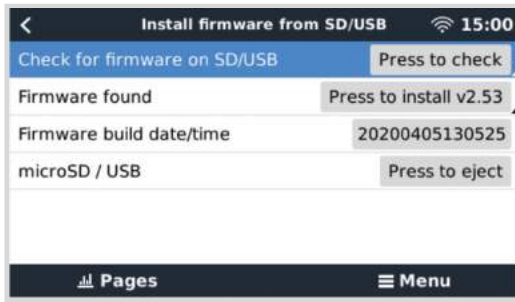 Install firmware from SD/USB 15:00
Check for firmware on SD/USB Press to check
Firmware found Press to install v2.53
Firmware build date/time 20200405130525
microSD / USB Press to eject
Pages Menu